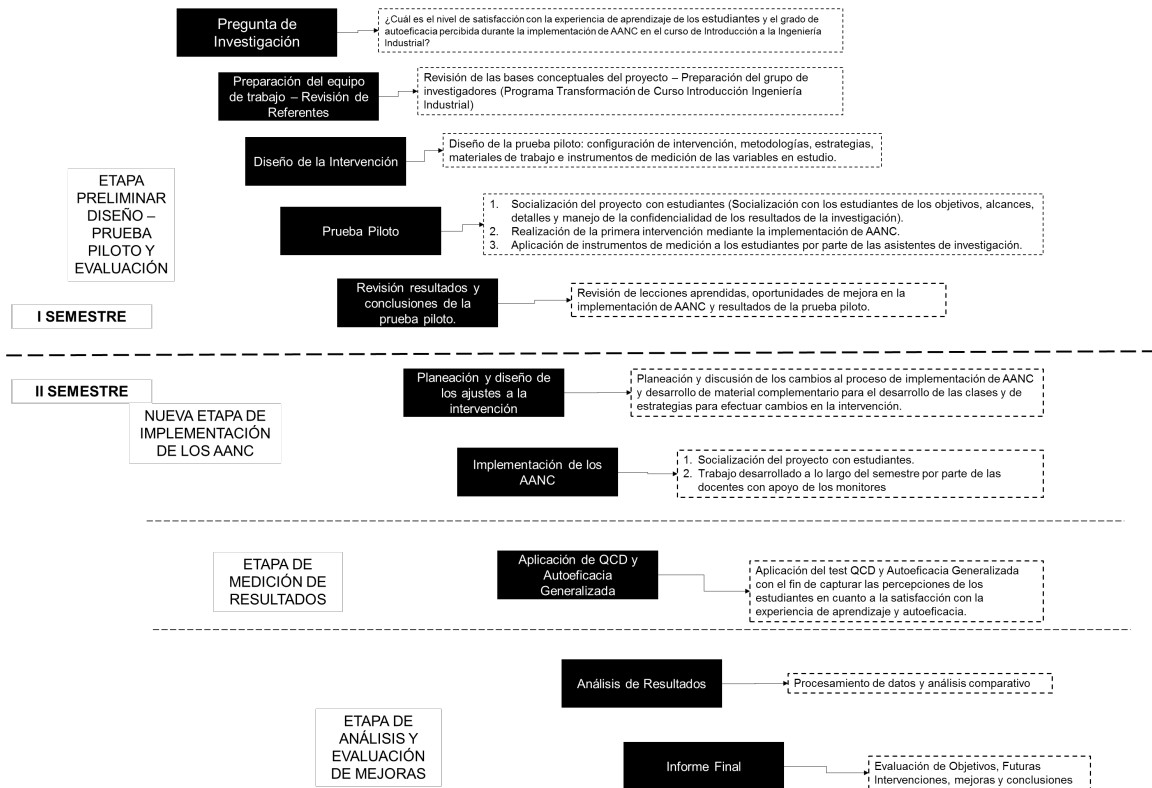 Pregunta de
Investigación
¿Cuál es el nivel de satisfacción con la experiencia de aprendizaje de los estudiantes y el grado de
autoeficacia percibida durante la implementación de AANC en el curso de Introducción a la Ingeniería
Industrial?
Preparación del equipo
de trabajo – Revisión de
Referentes
Revisión de las bases conceptuales del proyecto – Preparación del grupo de
investigadores (Programa Transformación de Curso Introducción Ingeniería
Industrial)
Diseño de la Intervención
Diseño de la prueba piloto: configuración de intervención, metodologías, estrategias,
materiales de trabajo e instrumentos de medición de las variables en estudio.
ETAPA
PRELIMINAR
DISEÑO –
PRUEBA
PILOTO Y
EVALUACIÓN
Prueba Piloto
1. Socialización del proyecto con estudiantes (Socialización con los estudiantes de los objetivos, alcances,
detalles y manejo de la confidencialidad de los resultados de la investigación).
2. Realización de la primera intervención mediante la implementación de AANC.
3. Aplicación de instrumentos de medición a los estudiantes por parte de las asistentes de investigación.
Revisión resultados y
conclusiones de la
prueba piloto.
Revisión de lecciones aprendidas, oportunidades de mejora en la
implementación de AANC y resultados de la prueba piloto.
I SEMESTRE
II SEMESTRE
NUEVA ETAPA DE
IMPLEMENTACIÓN
DE LOS AANC
Planeación y diseño de
los ajustes a la
intervención
Planeación y discusión de los cambios al proceso de implementación de AANC
y desarrollo de material complementario para el desarrollo de las clases y de
estrategias para efectuar cambios en la intervención.
Implementación de los
AANC
1. Socialización del proyecto con estudiantes.
2. Trabajo desarrollado a lo largo del semestre por parte de las
docentes con apoyo de los monitores
ETAPA DE
MEDICIÓN DE
RESULTADOS
Aplicación de QCD y
Autoeficacia
Generalizada
Aplicación del test QCD y Autoeficacia Generalizada
con el fin de capturar las percepciones de los
estudiantes en cuanto a la satisfacción con la
experiencia de aprendizaje y autoeficacia.
Análisis de Resultados
Procesamiento de datos y análisis comparativo
ETAPA DE
ANÁLISIS Y
EVALUACIÓN
DE MEJORAS
Informe Final
Evaluación de Objetivos, Futuras
Intervenciones, mejoras y conclusiones